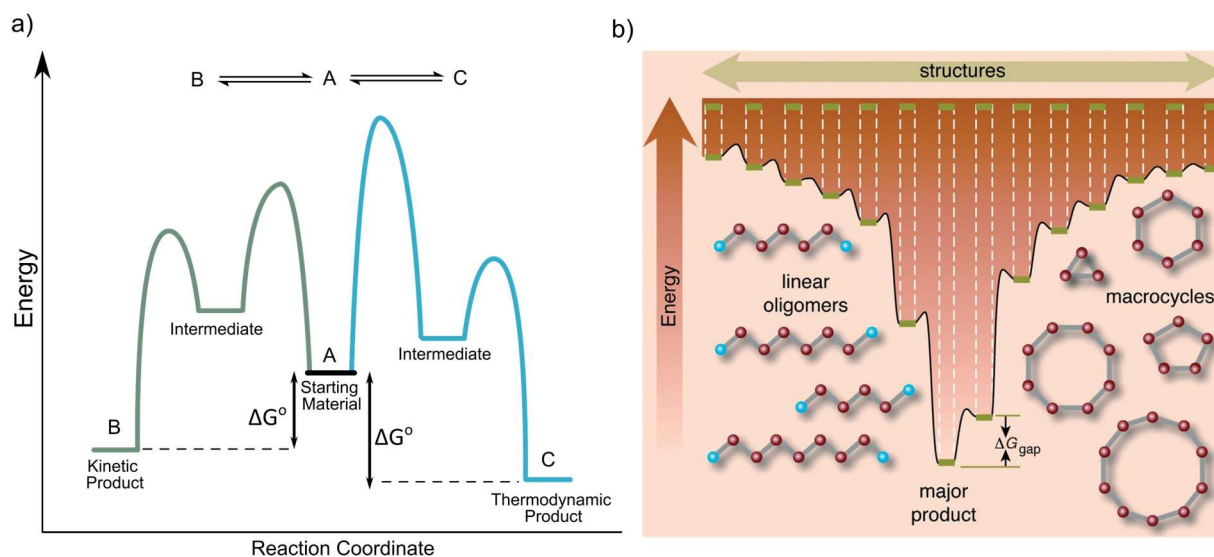 a)
B A C
Energy
Intermediate
A
Starting
Material
Intermediate
B
ΔG°
ΔG°
Kinetic
Product
C
Thermodynamic
Product
Reaction Coordinate
b)
structures
Energy
linear
oligomers
macrocycles
ΔGgap
major
product